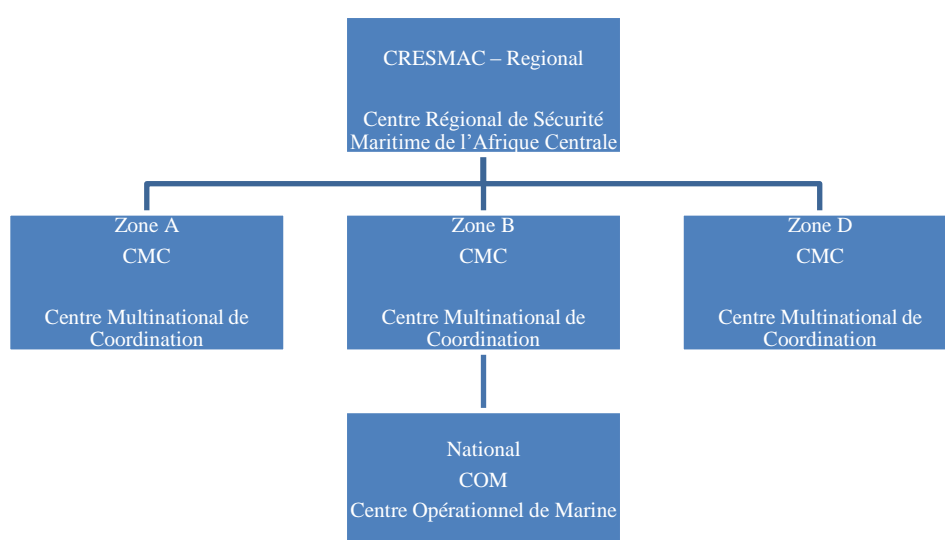 CRESMAC – Regional
Centre Régional de Sécurité
Maritime de l’Afrique Centrale
Zone A
CMC
Centre Multinational de
Coordination
Zone B
CMC
Centre Multinational de
Coordination
Zone D
CMC
Centre Multinational de
Coordination
National
COM
Centre Opérationnel de Marine